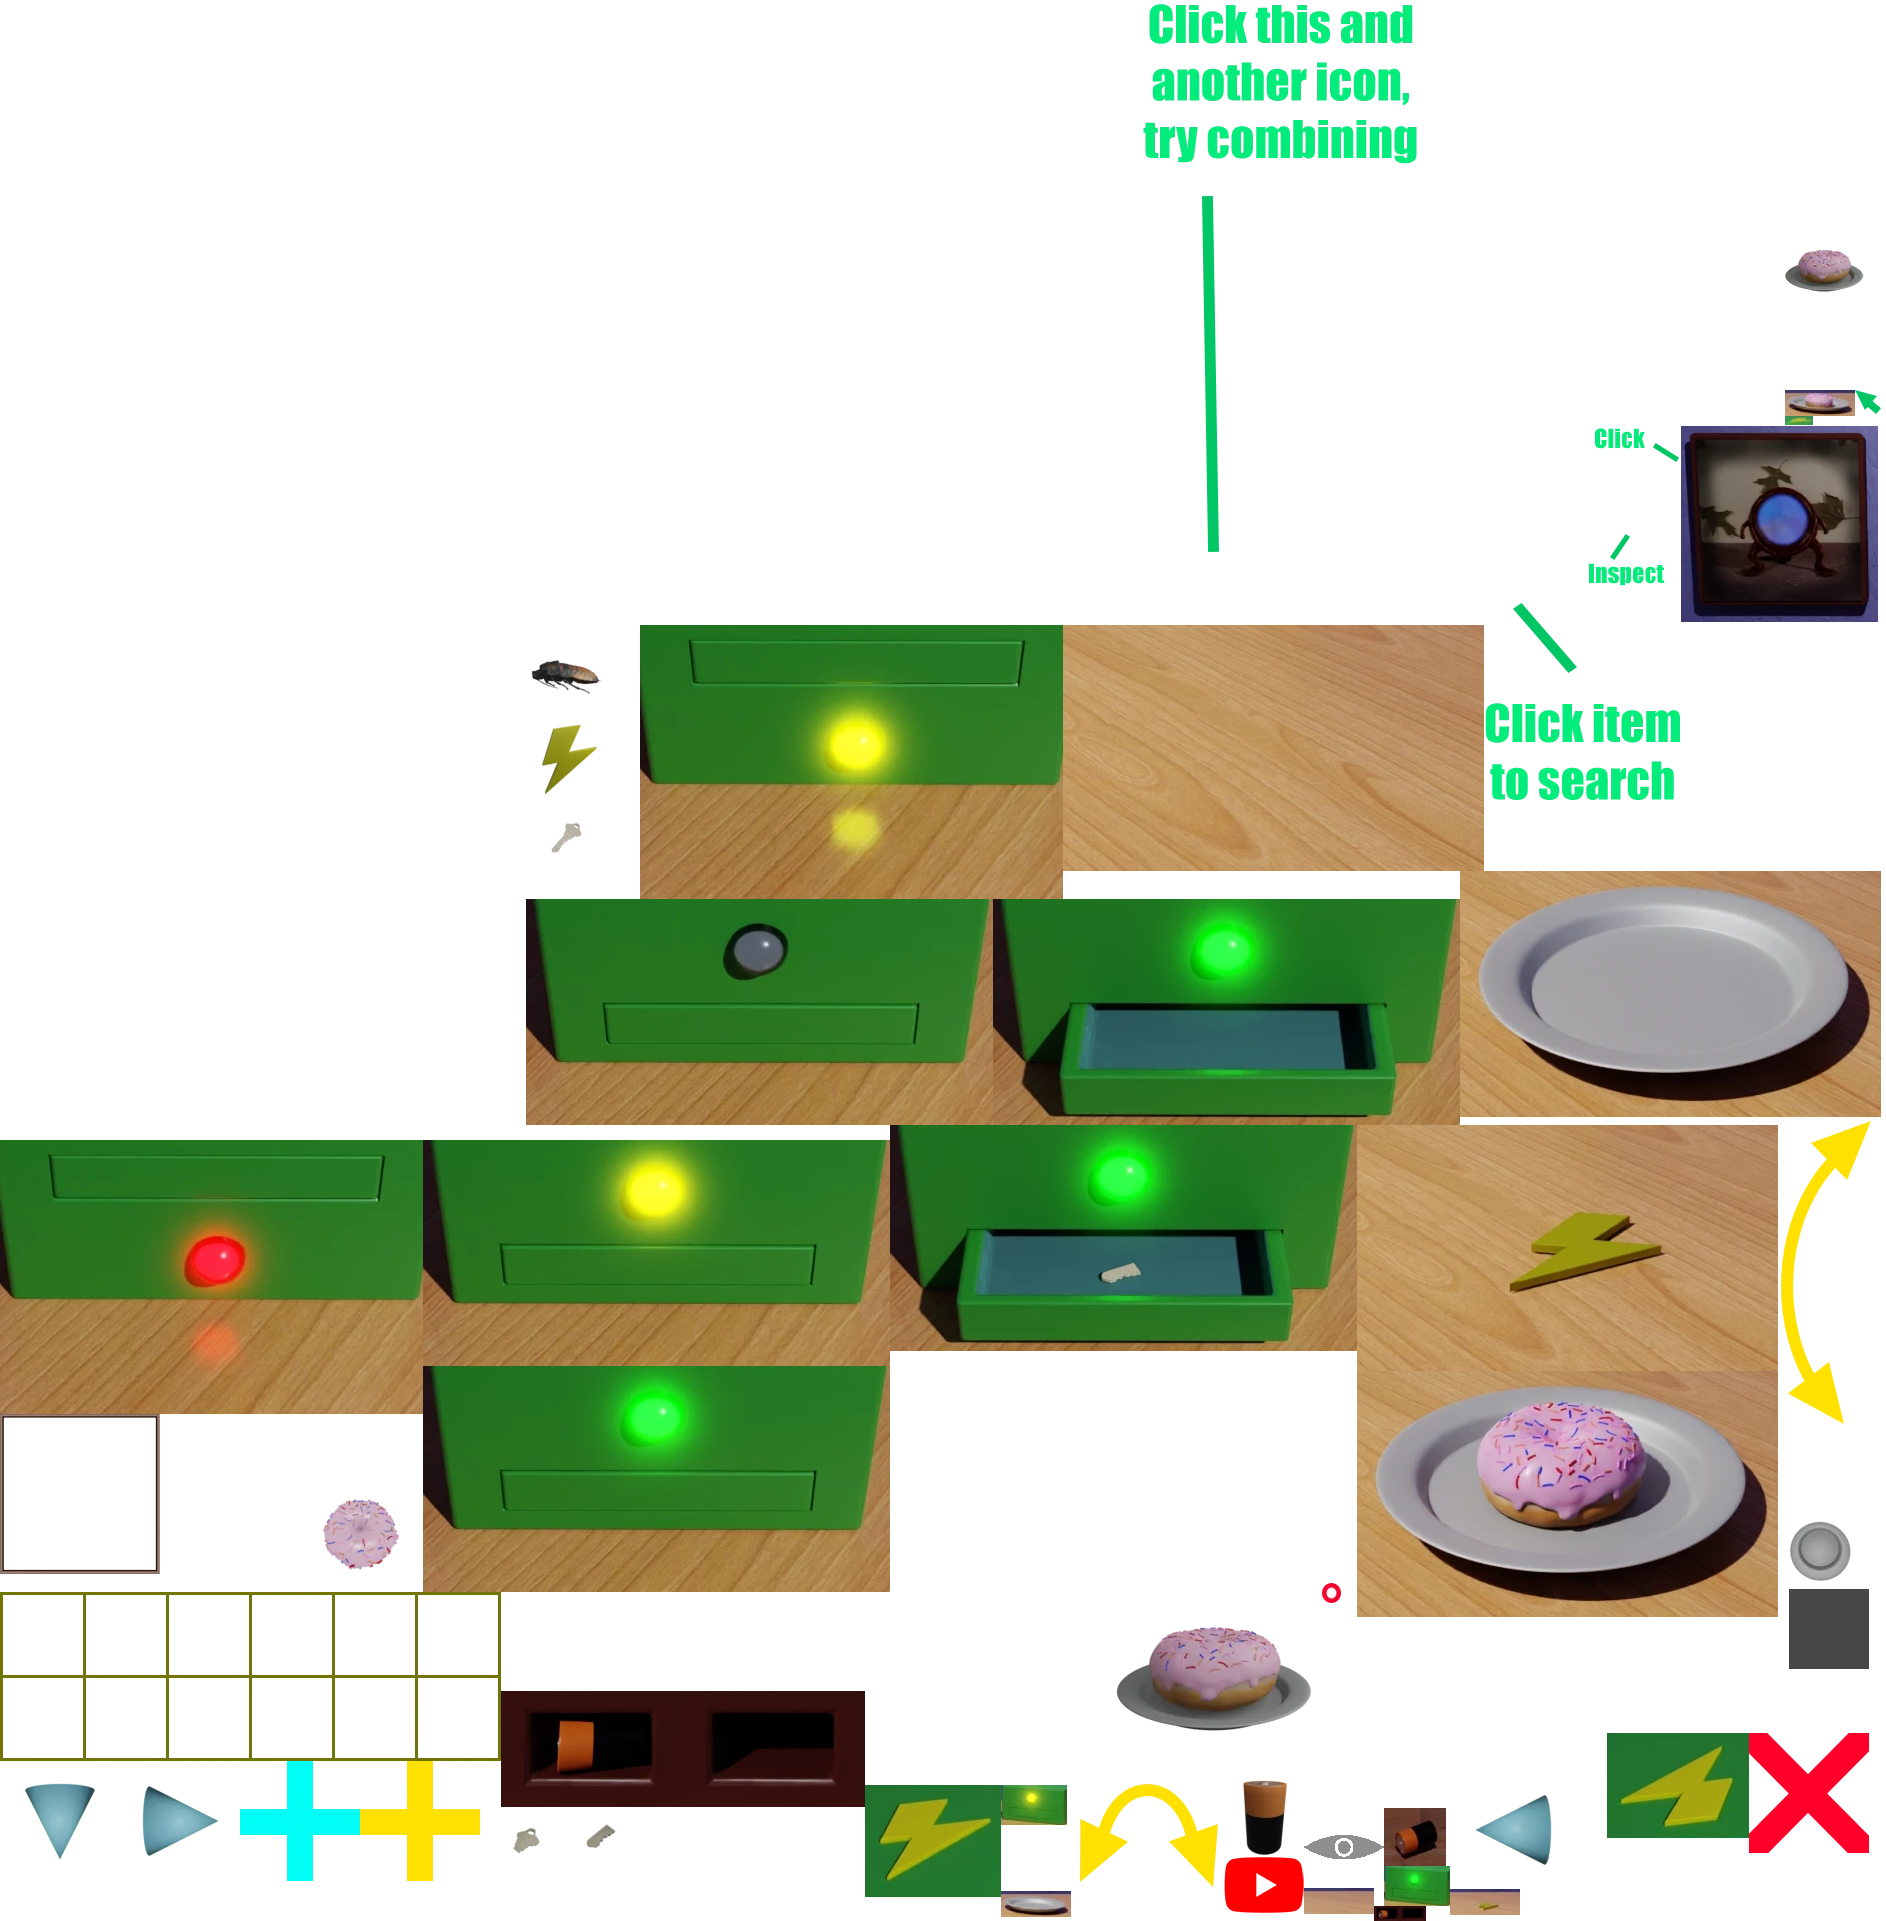 Click this and
another icon,
try combining
Click
Inspect
Click item
to search